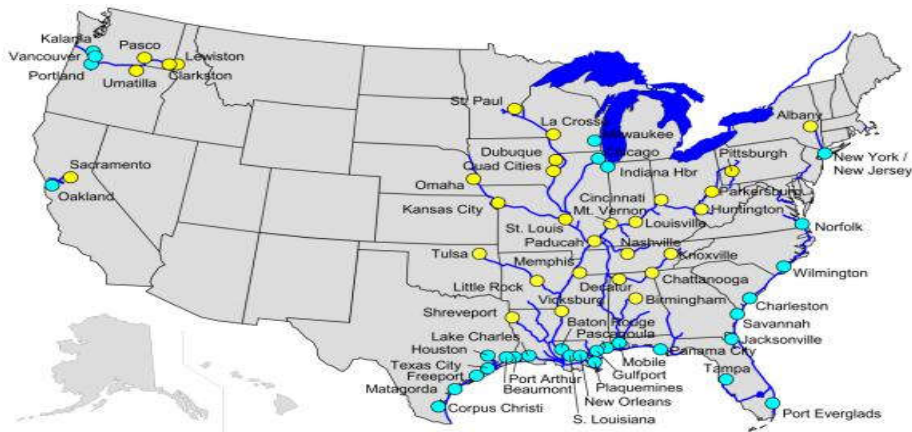 Kalama
Vancouver
Portland
Pasco
Umatilla
Lewiston
Clarkston
Sacramento
Oakland
St. Paul
La Crosse
Milwaukee
Dubuque
Chicago
Quad Cities
Indiana Hbr
Omaha
Kansas City
St. Louis
Cincinnati
Mt. Vernon
Louisville
Paducah
Nashville
Albany
Pittsburgh
New York /
New Jersey
Parkersburg
Huntington
Norfolk
Tulsa
Memphis
Knoxville
Little Rock
Decatur
Chattanooga
Wilmington
Vicksburg
Birmingham
Shreveport
Charleston
Savannah
Jacksonville
Lake Charles
Baton Rouge
Pascagoula
Houston
Texas City
Freeport
Matagorda
Corpus Christi
Port Arthur
Beaumont
Mobile
Gulfport
Plaquemines
New Orleans
S. Louisiana
Panama City
Tampa
Port Everglads